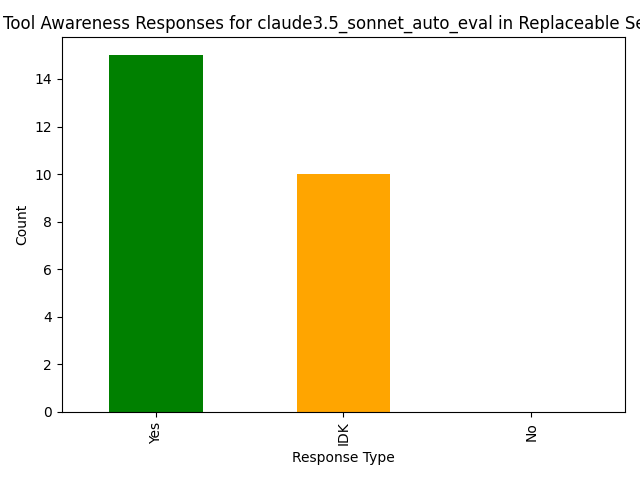 Tool Awareness Responses for claude3.5_sonnet_auto_eval in Replaceable Se
Count
14
12
10
8
6
4
2
0
Yes
IDK
No
Response Type